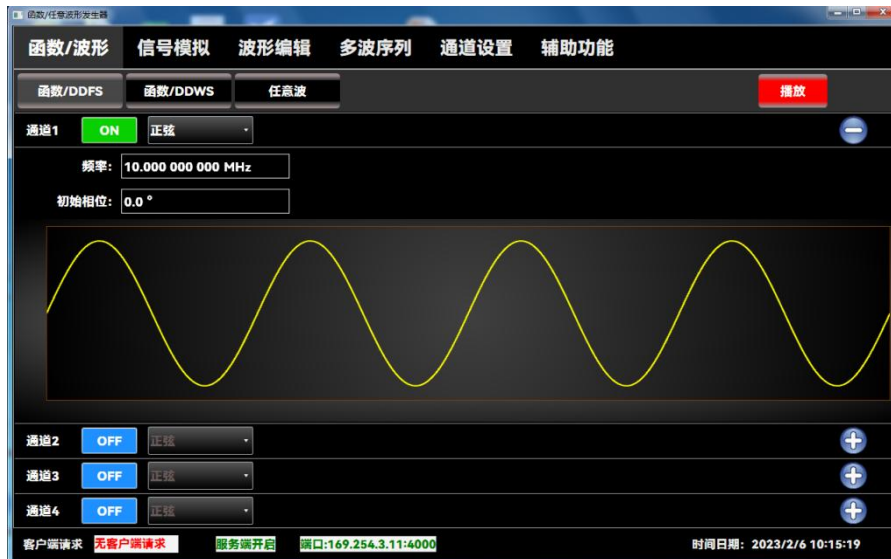 函数/任意波形发生器
函数/波形 信号模拟 波形编辑 多波序列 通道设置 辅助功能
函数/DDFS 函数/DDWS 任意波 播放
通道1 ON 正弦
频率: 10.000 000 000 MHz
初始相位: 0.0 °
通道2 OFF 正弦
通道3 OFF 正弦
通道4 OFF 正弦
客户端请求 无客户端请求 服务端开启 端口:169.254.3.11:4000 时间日期: 2023/2/6 10:15:19